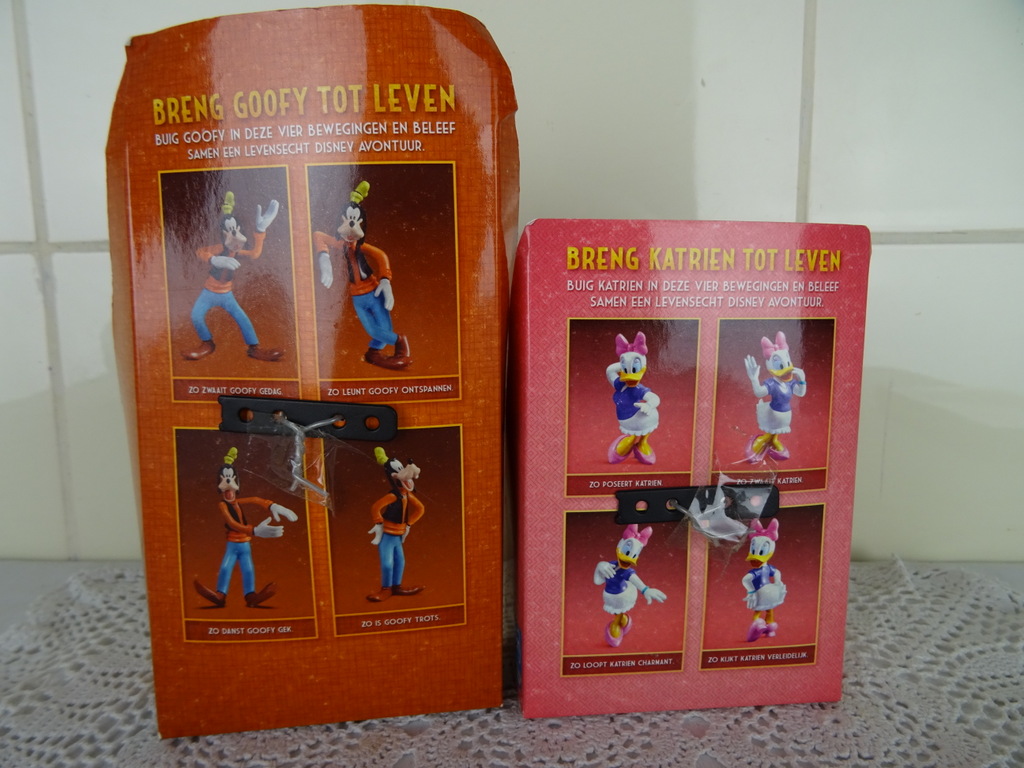 BRENG GOOFY TOT LEVEN
BUIG GOOFY IN DEZE VIER BEWEGINGEN EN BELEEF
SAMEN EEN LEVENSECHT DISNEY AVONTUUR.
ZO ZWAAIT GOOFY GEDAG.
ZO LEUNT GOOFY ONTSPANNEN.
ZO DANST GOOFY GEK.
ZO IS GOOFY TROTS.
BRENG KATRIEN TOT LEVEN
BUIG KATRIEN IN DEZE VIER BEWEGINGEN EN BELEEF
SAMEN EEN LEVENSECHT DISNEY AVONTUUR.
ZO POSEERT KATRIEN.
ZO ZWAAIT KATRIEN.
ZO LOOPT KATRIEN CHARMANT.
ZO KIJKT KATRIEN VERLEIDELIJK.